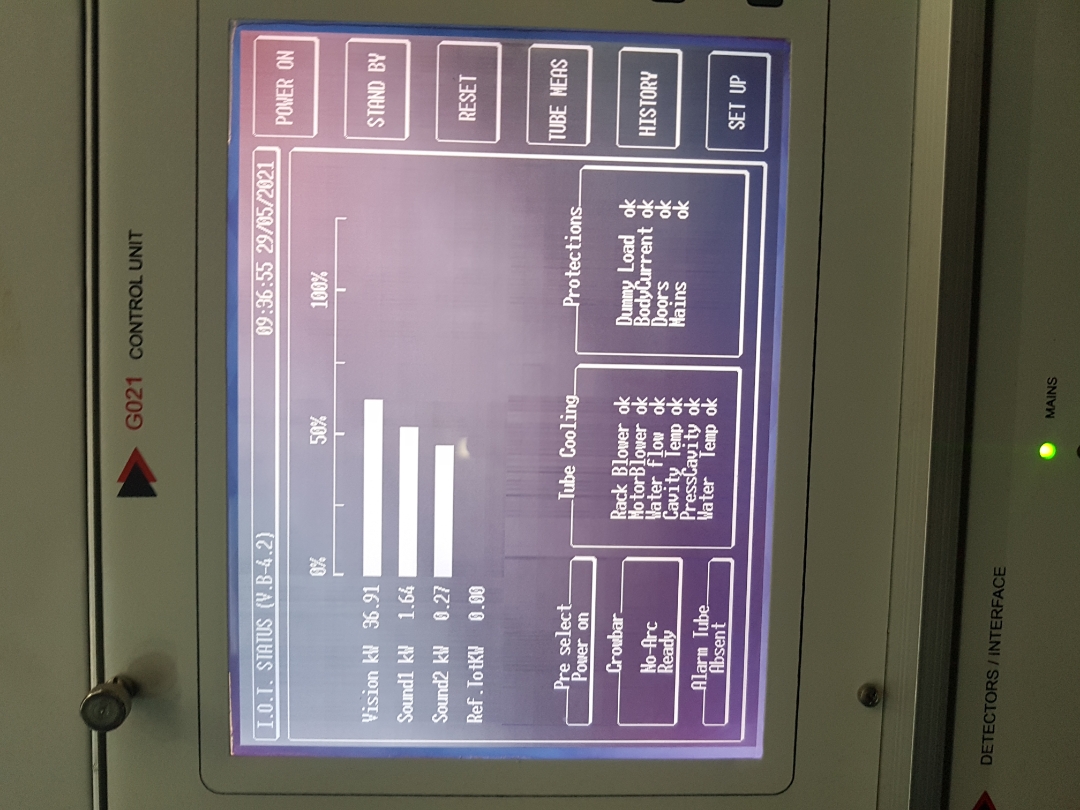 G021 CONTROL UNIT
I.O.T. STATUS (V.B-4.2) 09:36:55 29/05/2021
POWER ON
0% 50% 100%
Vision kW 36.91
STAND BY
Sound1 kW 1.64
Sound2 kW 0.27
RESET
Ref.TotKW 0.00
TUBE MEAS
Pre select
Power on
Crowbar
No-Arc
Ready
Alarm Tube
Absent
Tube Cooling
Rack Blower ok
MotorBlower ok
Water flow ok
Cavity Temp ok
PressCavity ok
Water Temp ok
Protections
Dummy Load ok
BodyCurrent ok
Doors ok
Mains ok
HISTORY
SET UP
DETECTORS / INTERFACE
MAINS